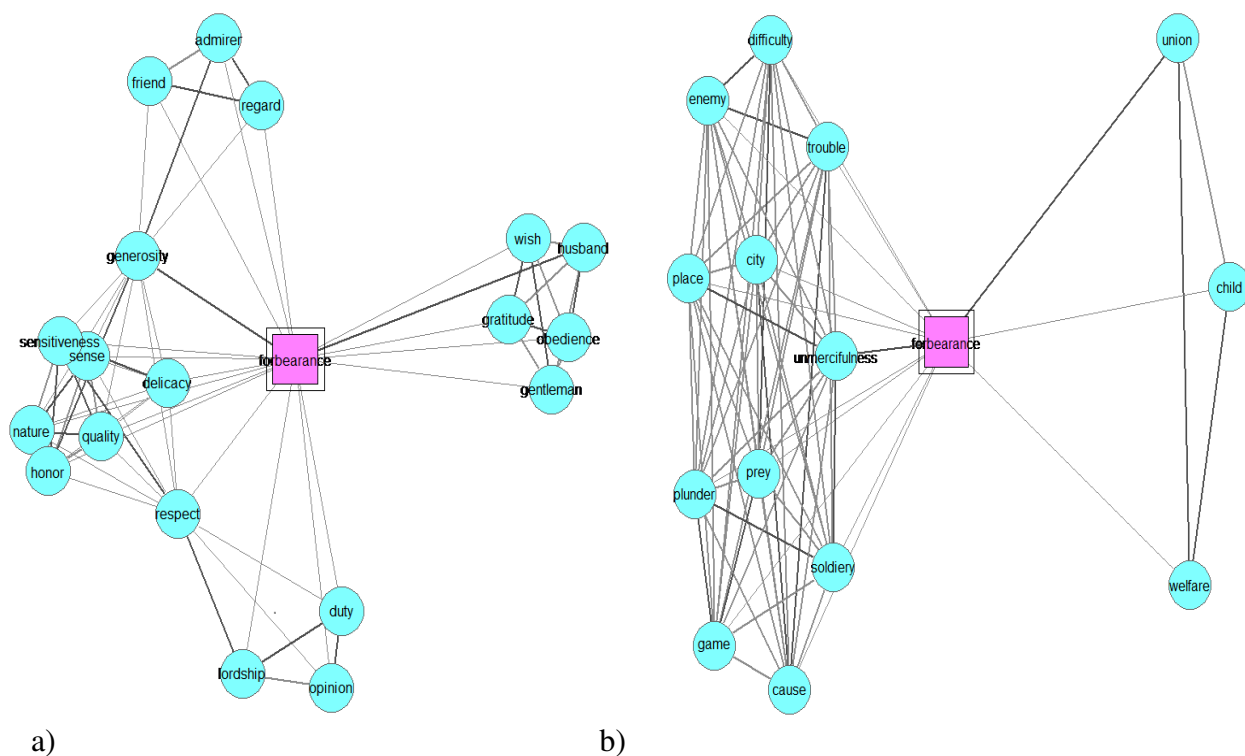 admirer
friend
regard
generosity
wish
husband
gratitude
obedience
gentleman
forbearance
sensitiveness
sense
delicacy
nature
quality
honor
respect
duty
lordship
opinion
a)
difficulty
union
enemy
trouble
city
place
child
forbearance
unmercifulness
prey
plunder
soldiery
welfare
game
cause
b)